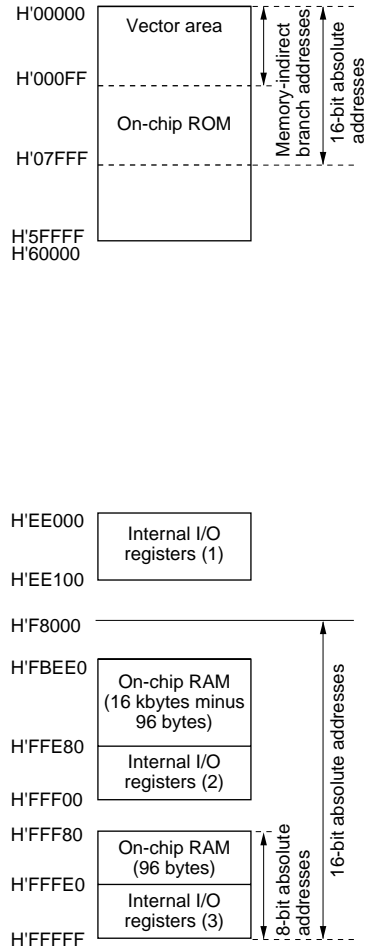 H'00000
Vector area
H'000FF
On-chip ROM
H'07FFF
H'5FFFF
H'60000
Memory-indirect
branch addresses
16-bit absolute
addresses
H'EE000
Internal I/O
registers (1)
H'EE100
H'F8000
H'FBEE0
On-chip RAM
(16 kbytes minus
96 bytes)
H'FFE80
Internal I/O
registers (2)
H'FFF00
H'FFF80
On-chip RAM
(96 bytes)
H'FFFE0
Internal I/O
registers (3)
H'FFFFF
8-bit absolute
addresses
16-bit absolute addresses